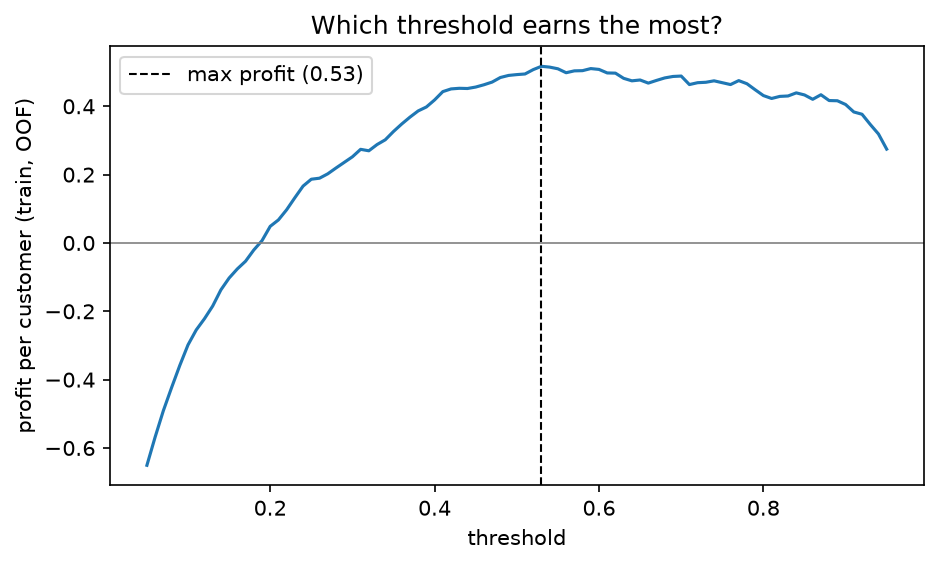 Which threshold earns the most?
max profit (0.53)
profit per customer (train, OOF)
0.4
0.2
0.0
−0.2
−0.4
−0.6
0.2 0.4 0.6 0.8
threshold